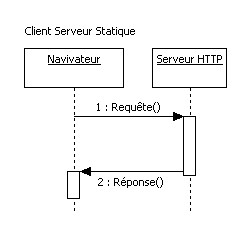 Client Serveur Statique
Navivateur
Serveur HTTP
1 : Requête()
2 : Réponse()